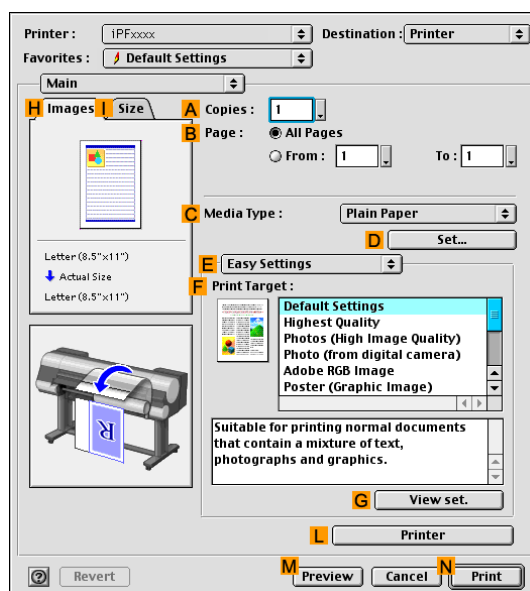 Printer : iPFxxxx Destination : Printer
Favorites : Default Settings
Main
H Images I Size
A Copies : 1
B Page : All Pages
From : 1 To : 1
C Media Type : Plain Paper
D Set...
Letter (8.5"x11")
Actual Size
Letter (8.5"x11")
E Easy Settings
F Print Target :
Default Settings
Highest Quality
Photos (High Image Quality)
Photo (from digital camera)
Adobe RGB Image
Poster (Graphic Image)
R
Suitable for printing normal documents
that contain a mixture of text,
photographs and graphics.
G View set.
L Printer
? Revert M Preview Cancel N Print